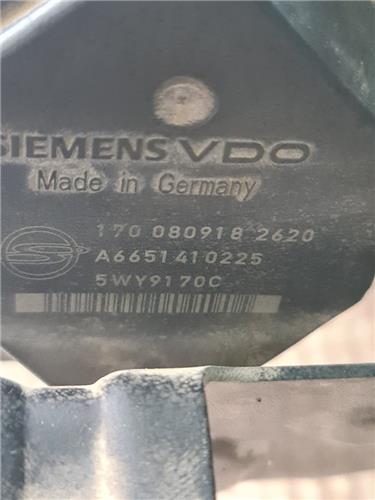 SIEMENS VDO
Made in Germany
170 080918 2620
A6651410225
5WY9170C